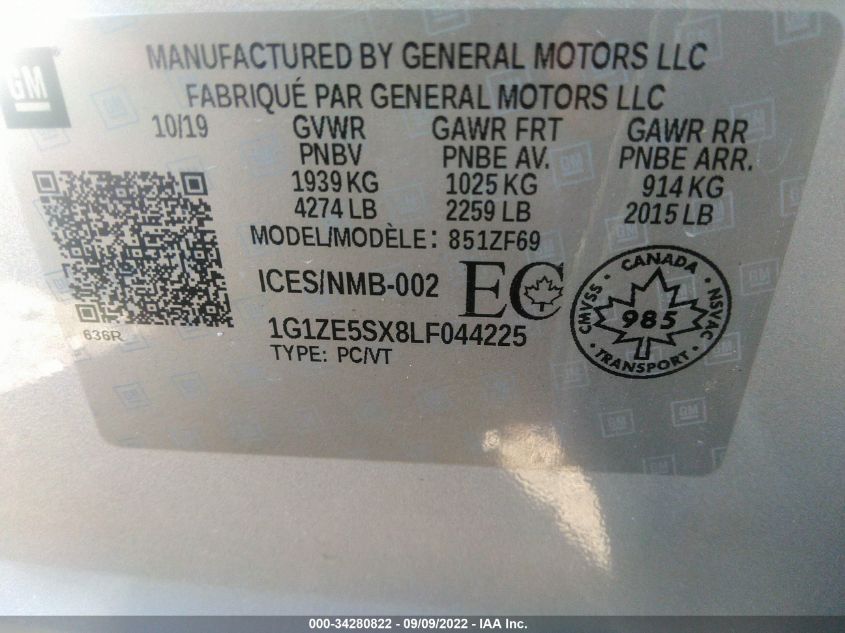 GM
MANUFACTURED BY GENERAL MOTORS LLC
FABRIQUÉ PAR GENERAL MOTORS LLC
10/19 GVWR GAWR FRT GAWR RR
PNBV PNBE AV. PNBE ARR.
1939 KG 1025 KG 914 KG
4274 LB 2259 LB 2015 LB
MODEL/MODÈLE: 851ZF69
ICES/NMB-002 EC
CANADA
CMVSS 985 NSVAC
TRANSPORT
636R
1G1ZE5SX8LF044225
TYPE: PC/VT
000-34280822 - 09/09/2022 - IAA Inc.